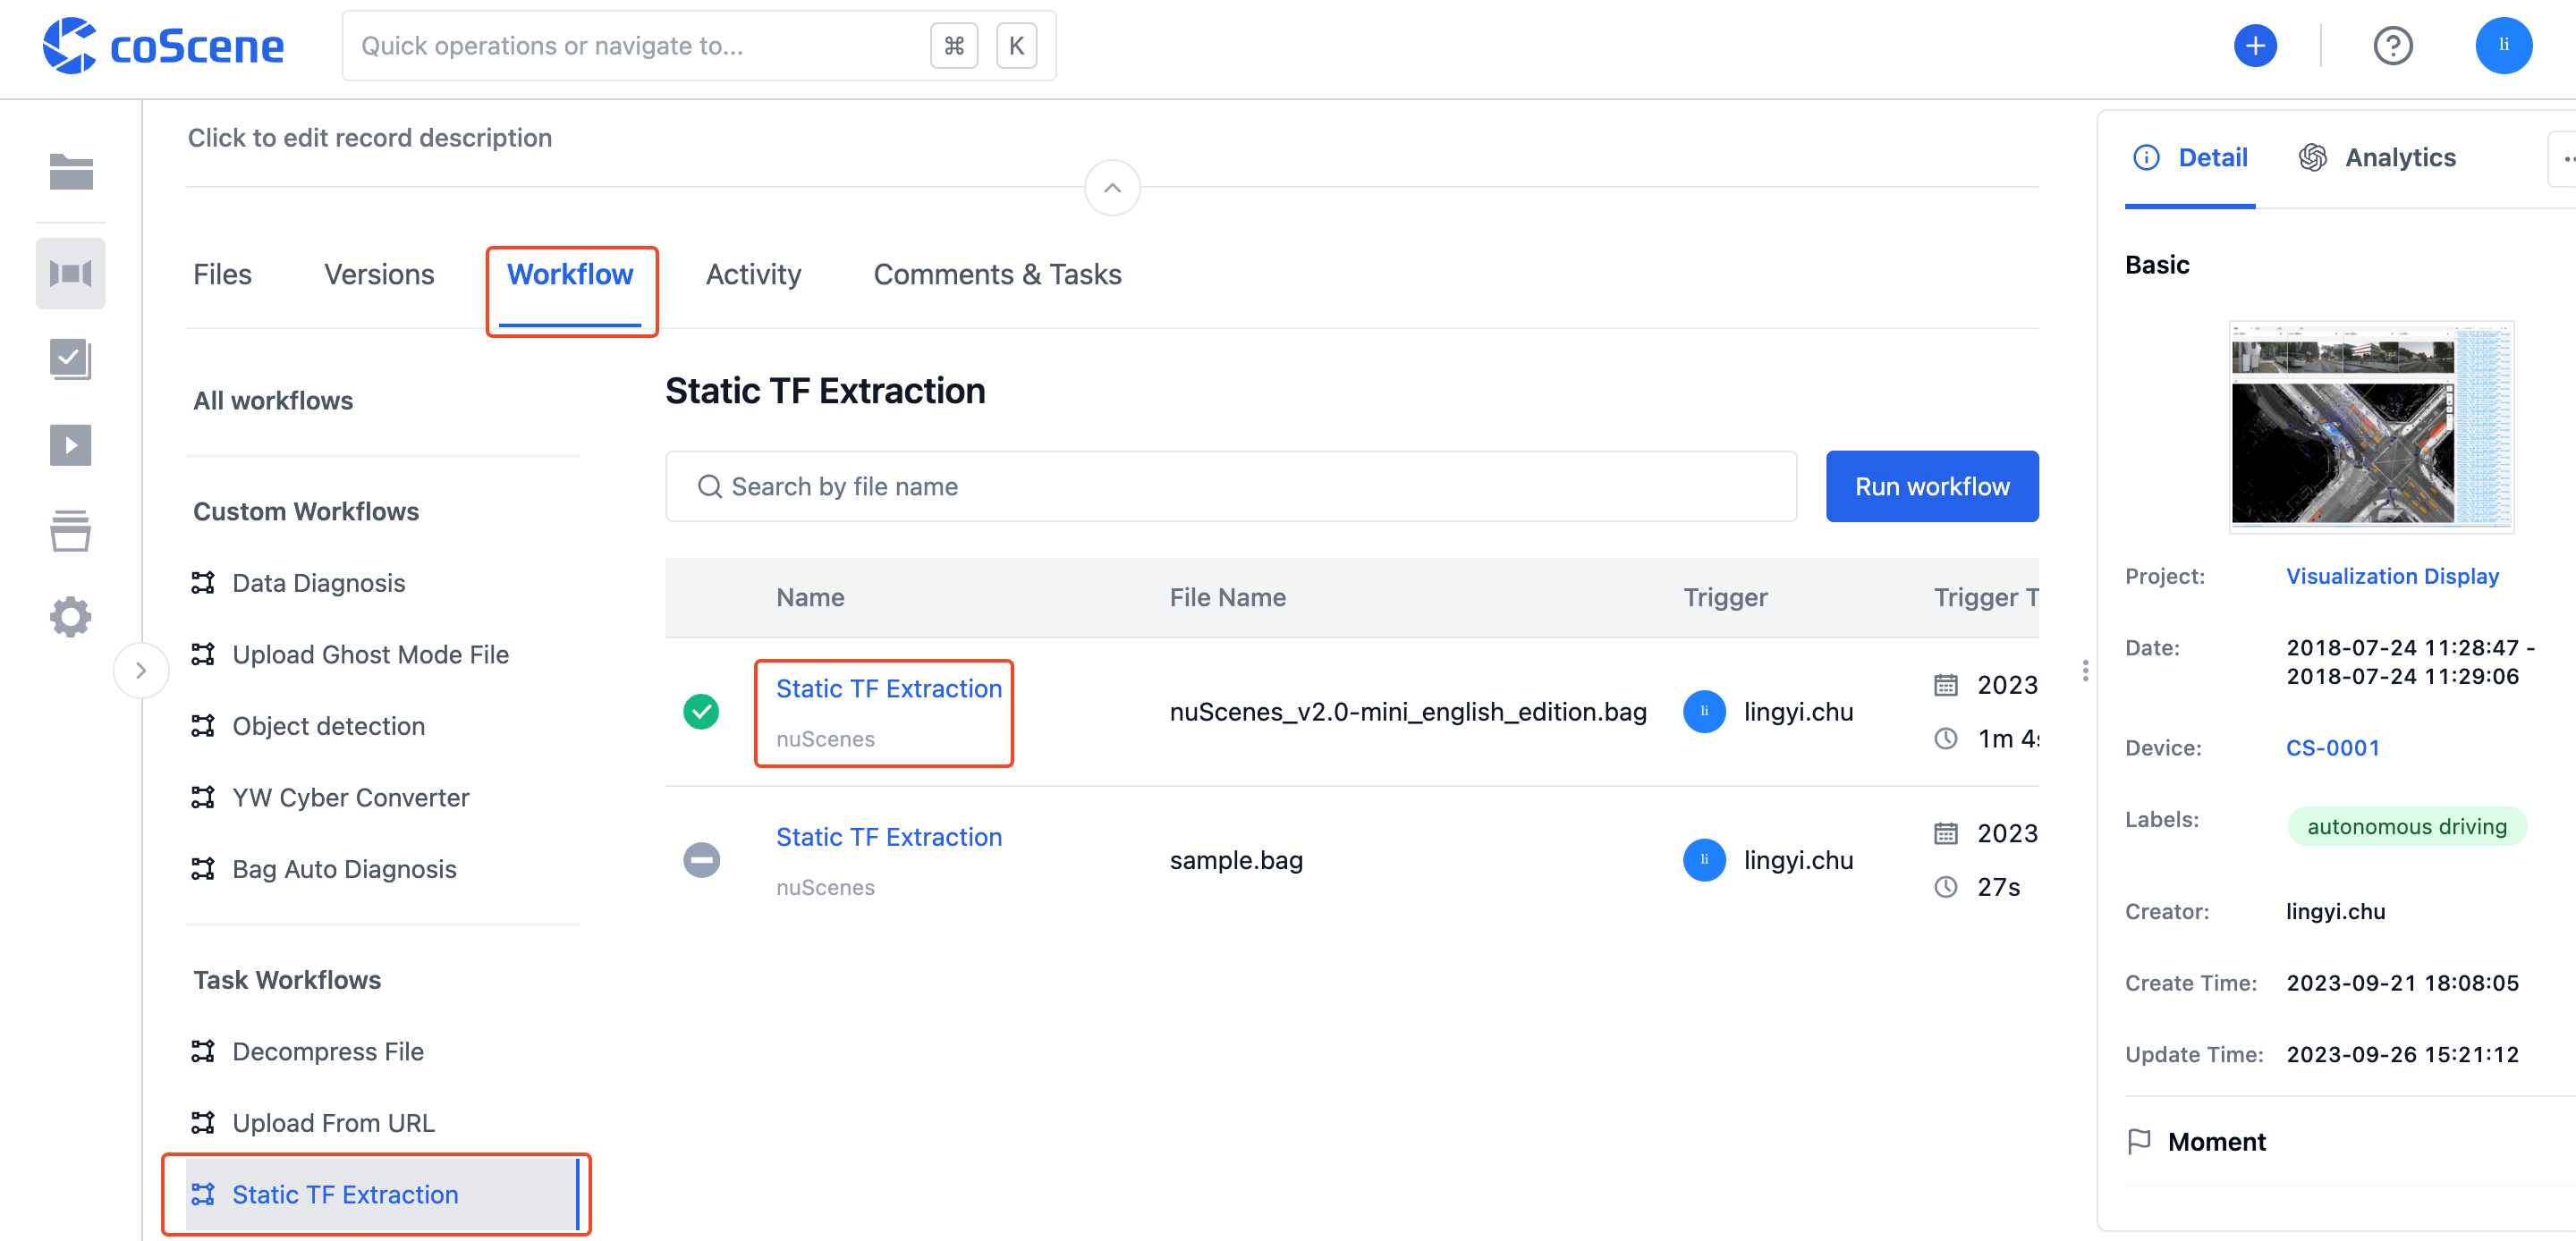 coScene
Quick operations or navigate to...
⌘ K
li
Click to edit record description
Files Versions Workflow Activity Comments & Tasks
All workflows
Custom Workflows
Data Diagnosis
Upload Ghost Mode File
Object detection
YW Cyber Converter
Bag Auto Diagnosis
Task Workflows
Decompress File
Upload From URL
Static TF Extraction
Static TF Extraction
Search by file name
Run workflow
Name File Name Trigger Trigger T
Static TF Extraction
nuScenes
nuScenes_v2.0-mini_english_edition.bag
li
lingyi.chu
2023
1m 4s
Static TF Extraction
nuScenes
sample.bag
li
lingyi.chu
2023
27s
Detail Analytics
Basic
Project: Visualization Display
Date: 2018-07-24 11:28:47 -
2018-07-24 11:29:06
Device: CS-0001
Labels: autonomous driving
Creator: lingyi.chu
Create Time: 2023-09-21 18:08:05
Update Time: 2023-09-26 15:21:12
Moment